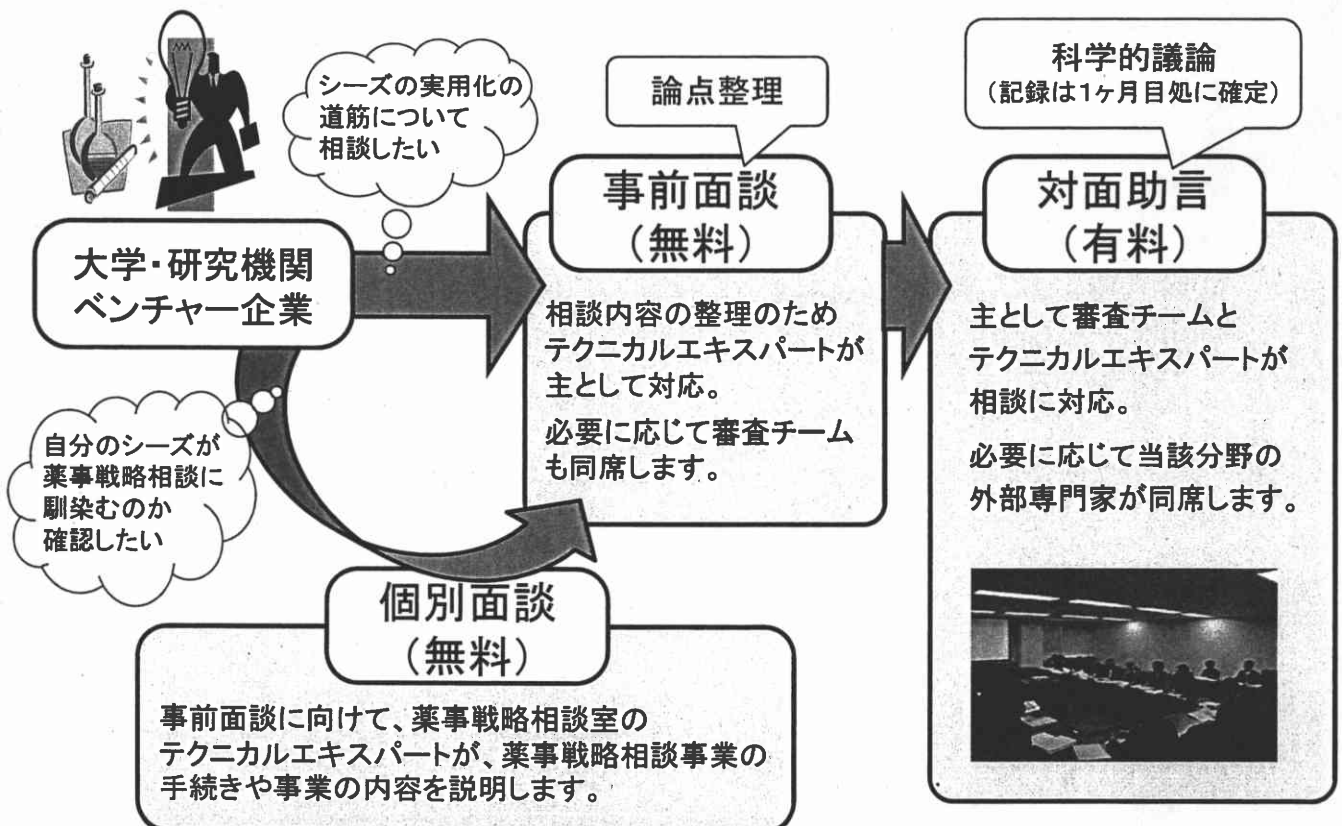 シーズの実用化の
道筋について
相談したい
論点整理
科学的議論
(記録は1ヶ月目処に確定)
大学・研究機関
ベンチャー企業
事前面談
(無料)
相談内容の整理のため
テクニカルエキスパートが
主として対応。
必要に応じて審査チーム
も同席します。
対面助言
(有料)
主として審査チームと
テクニカルエキスパートが
相談に対応。
必要に応じて当該分野の
外部専門家が同席します。
自分のシーズが
薬事戦略相談に
馴染むのか
確認したい
個別面談
(無料)
事前面談に向けて、薬事戦略相談室の
テクニカルエキスパートが、薬事戦略相談事業の
手続きや事業の内容を説明します。